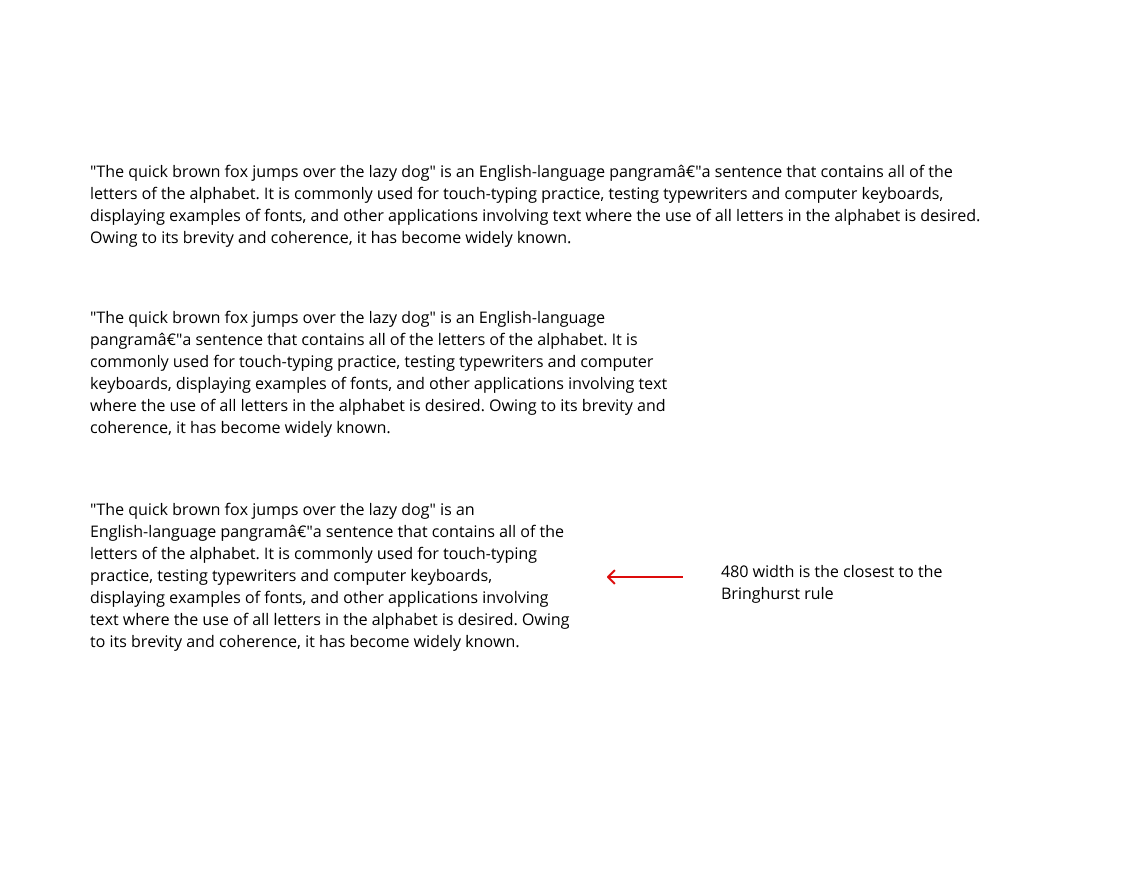 "The quick brown fox jumps over the lazy dog" is an English-language pangramâ€"a sentence that contains all of the
letters of the alphabet. It is commonly used for touch-typing practice, testing typewriters and computer keyboards,
displaying examples of fonts, and other applications involving text where the use of all letters in the alphabet is desired.
Owing to its brevity and coherence, it has become widely known.
"The quick brown fox jumps over the lazy dog" is an English-language
pangramâ€"a sentence that contains all of the letters of the alphabet. It is
commonly used for touch-typing practice, testing typewriters and computer
keyboards, displaying examples of fonts, and other applications involving text
where the use of all letters in the alphabet is desired. Owing to its brevity and
coherence, it has become widely known.
"The quick brown fox jumps over the lazy dog" is an
English-language pangramâ€"a sentence that contains all of the
letters of the alphabet. It is commonly used for touch-typing
practice, testing typewriters and computer keyboards,
displaying examples of fonts, and other applications involving
text where the use of all letters in the alphabet is desired. Owing
to its brevity and coherence, it has become widely known.
480 width is the closest to the
Bringhurst rule